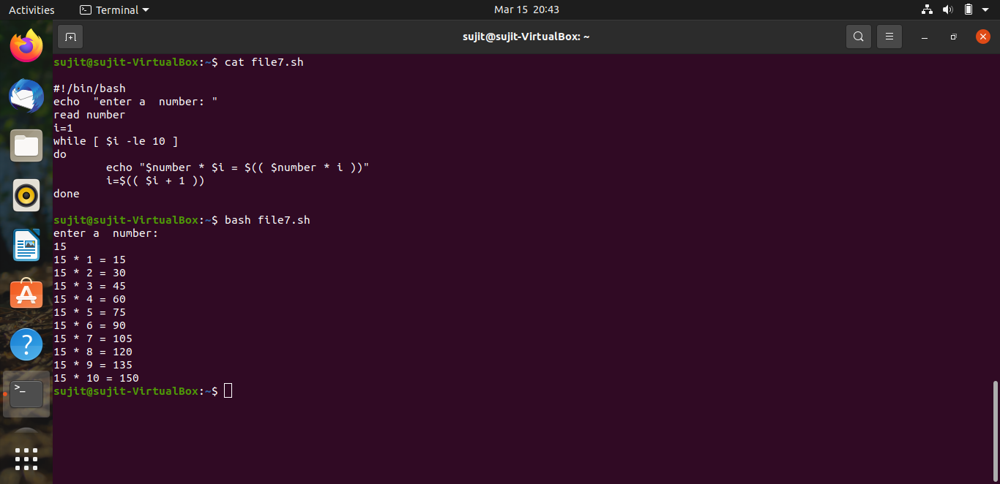 Activities Terminal Mar 15 20:43
sujit@sujit-VirtualBox: ~
sujit@sujit-VirtualBox:~$ cat file7.sh
#!/bin/bash
echo  "enter a  number: "
read number
i=1
while [ $i -le 10 ]
do
        echo "$number * $i = $(( $number * i ))"
        i=$(( $i + 1 ))
done
sujit@sujit-VirtualBox:~$ bash file7.sh
enter a  number:
15
15 * 1 = 15
15 * 2 = 30
15 * 3 = 45
15 * 4 = 60
15 * 5 = 75
15 * 6 = 90
15 * 7 = 105
15 * 8 = 120
15 * 9 = 135
15 * 10 = 150
sujit@sujit-VirtualBox:~$